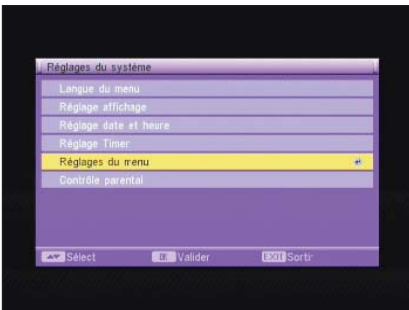 Réglages du système
Langue du menu
Réglage affichage
Réglage date et heure
Réglage Timer
Réglages du menu
Contrôle parental
Sélect OK Valider EXIT Sortir